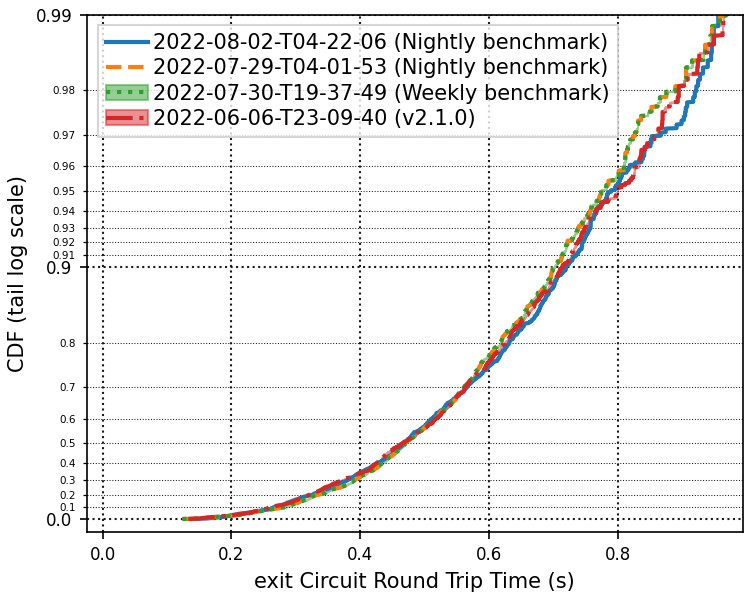 0.99
2022-08-02-T04-22-06 (Nightly benchmark)
2022-07-29-T04-01-53 (Nightly benchmark)
2022-07-30-T19-37-49 (Weekly benchmark)
2022-06-06-T23-09-40 (v2.1.0)
0.98
0.97
0.96
0.95
0.94
0.93
0.92
0.91
0.9
0.8
0.7
0.6
0.5
0.4
0.3
0.2
0.1
0.0
CDF (tail log scale)
0.0 0.2 0.4 0.6 0.8
exit Circuit Round Trip Time (s)